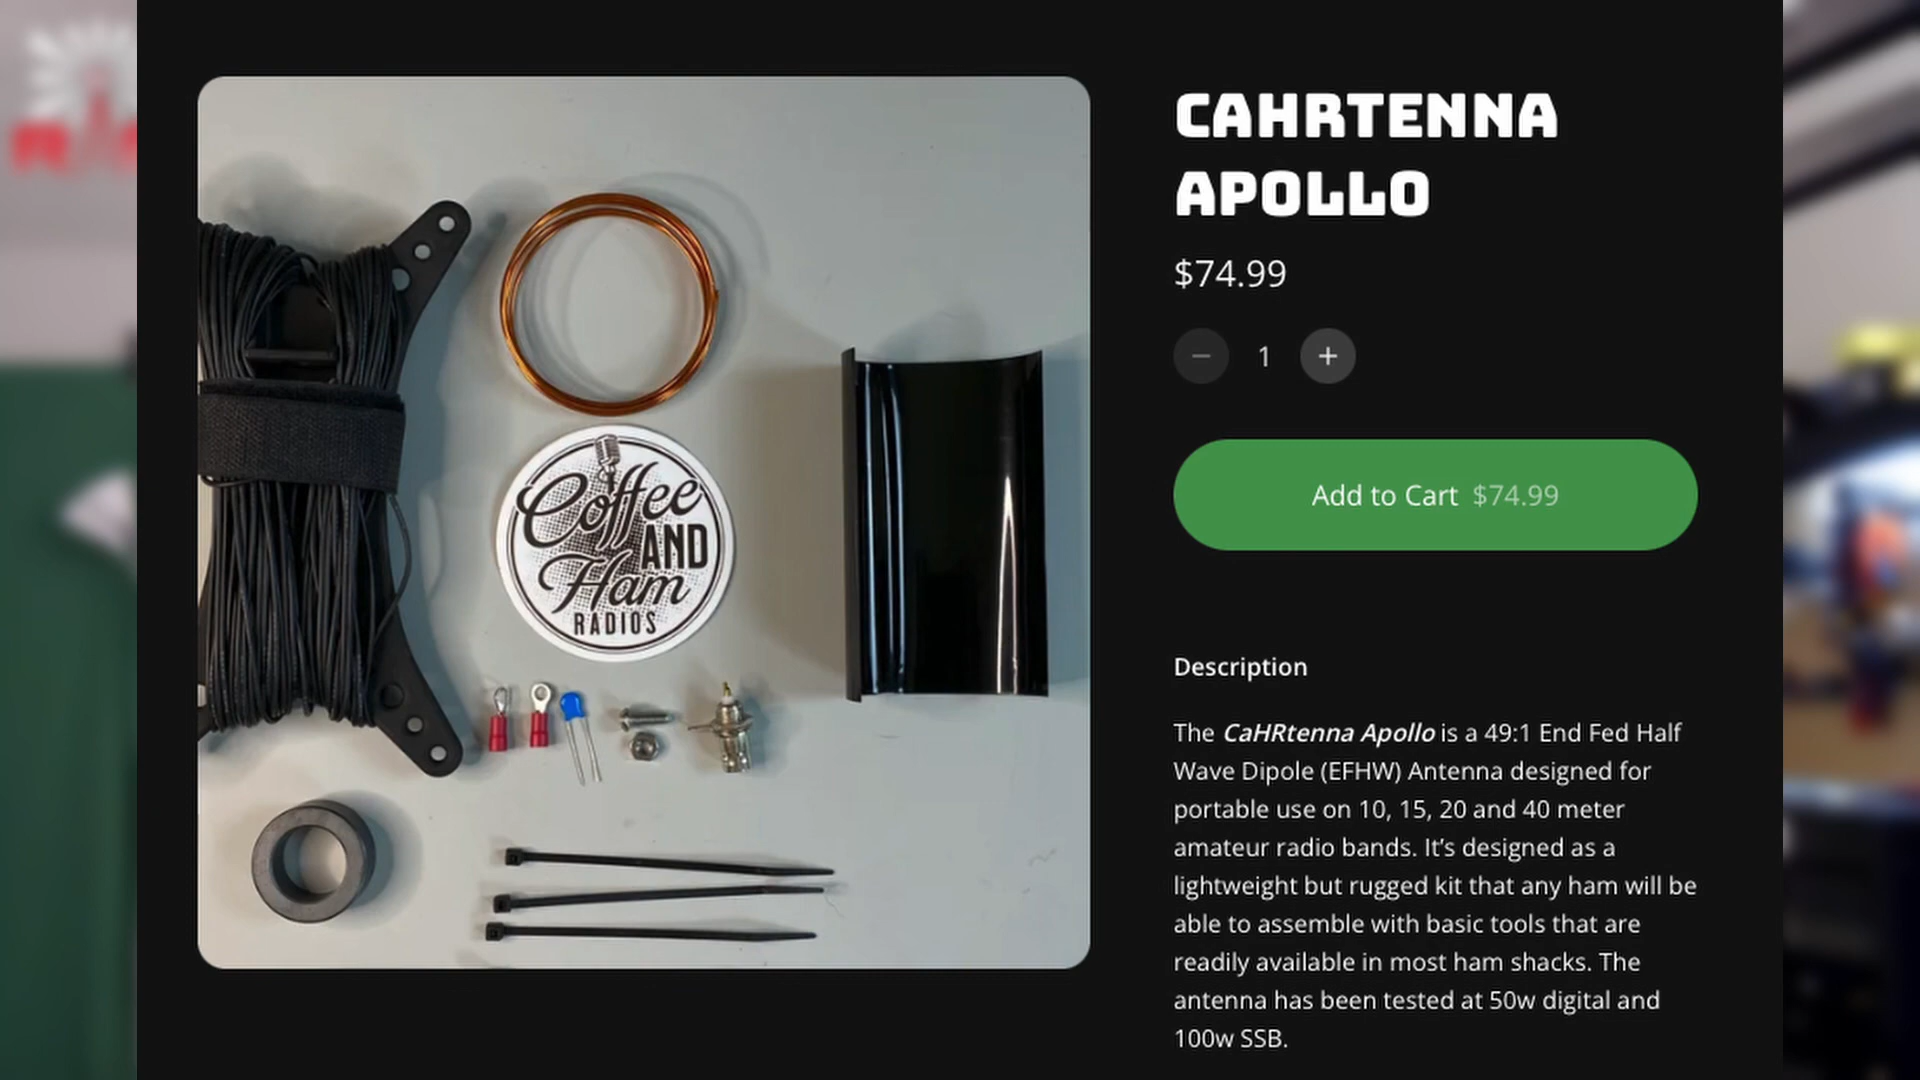 CAHRTENNA
APOLLO
$74.99
1
Add to Cart $74.99
Description
The CaHRtenna Apollo is a 49:1 End Fed Half
Wave Dipole (EFHW) Antenna designed for
portable use on 10, 15, 20 and 40 meter
amateur radio bands. It’s designed as a
lightweight but rugged kit that any ham will be
able to assemble with basic tools that are
readily available in most ham shacks. The
antenna has been tested at 50w digital and
100w SSB.
Coffee
AND
Ham
RADIOS